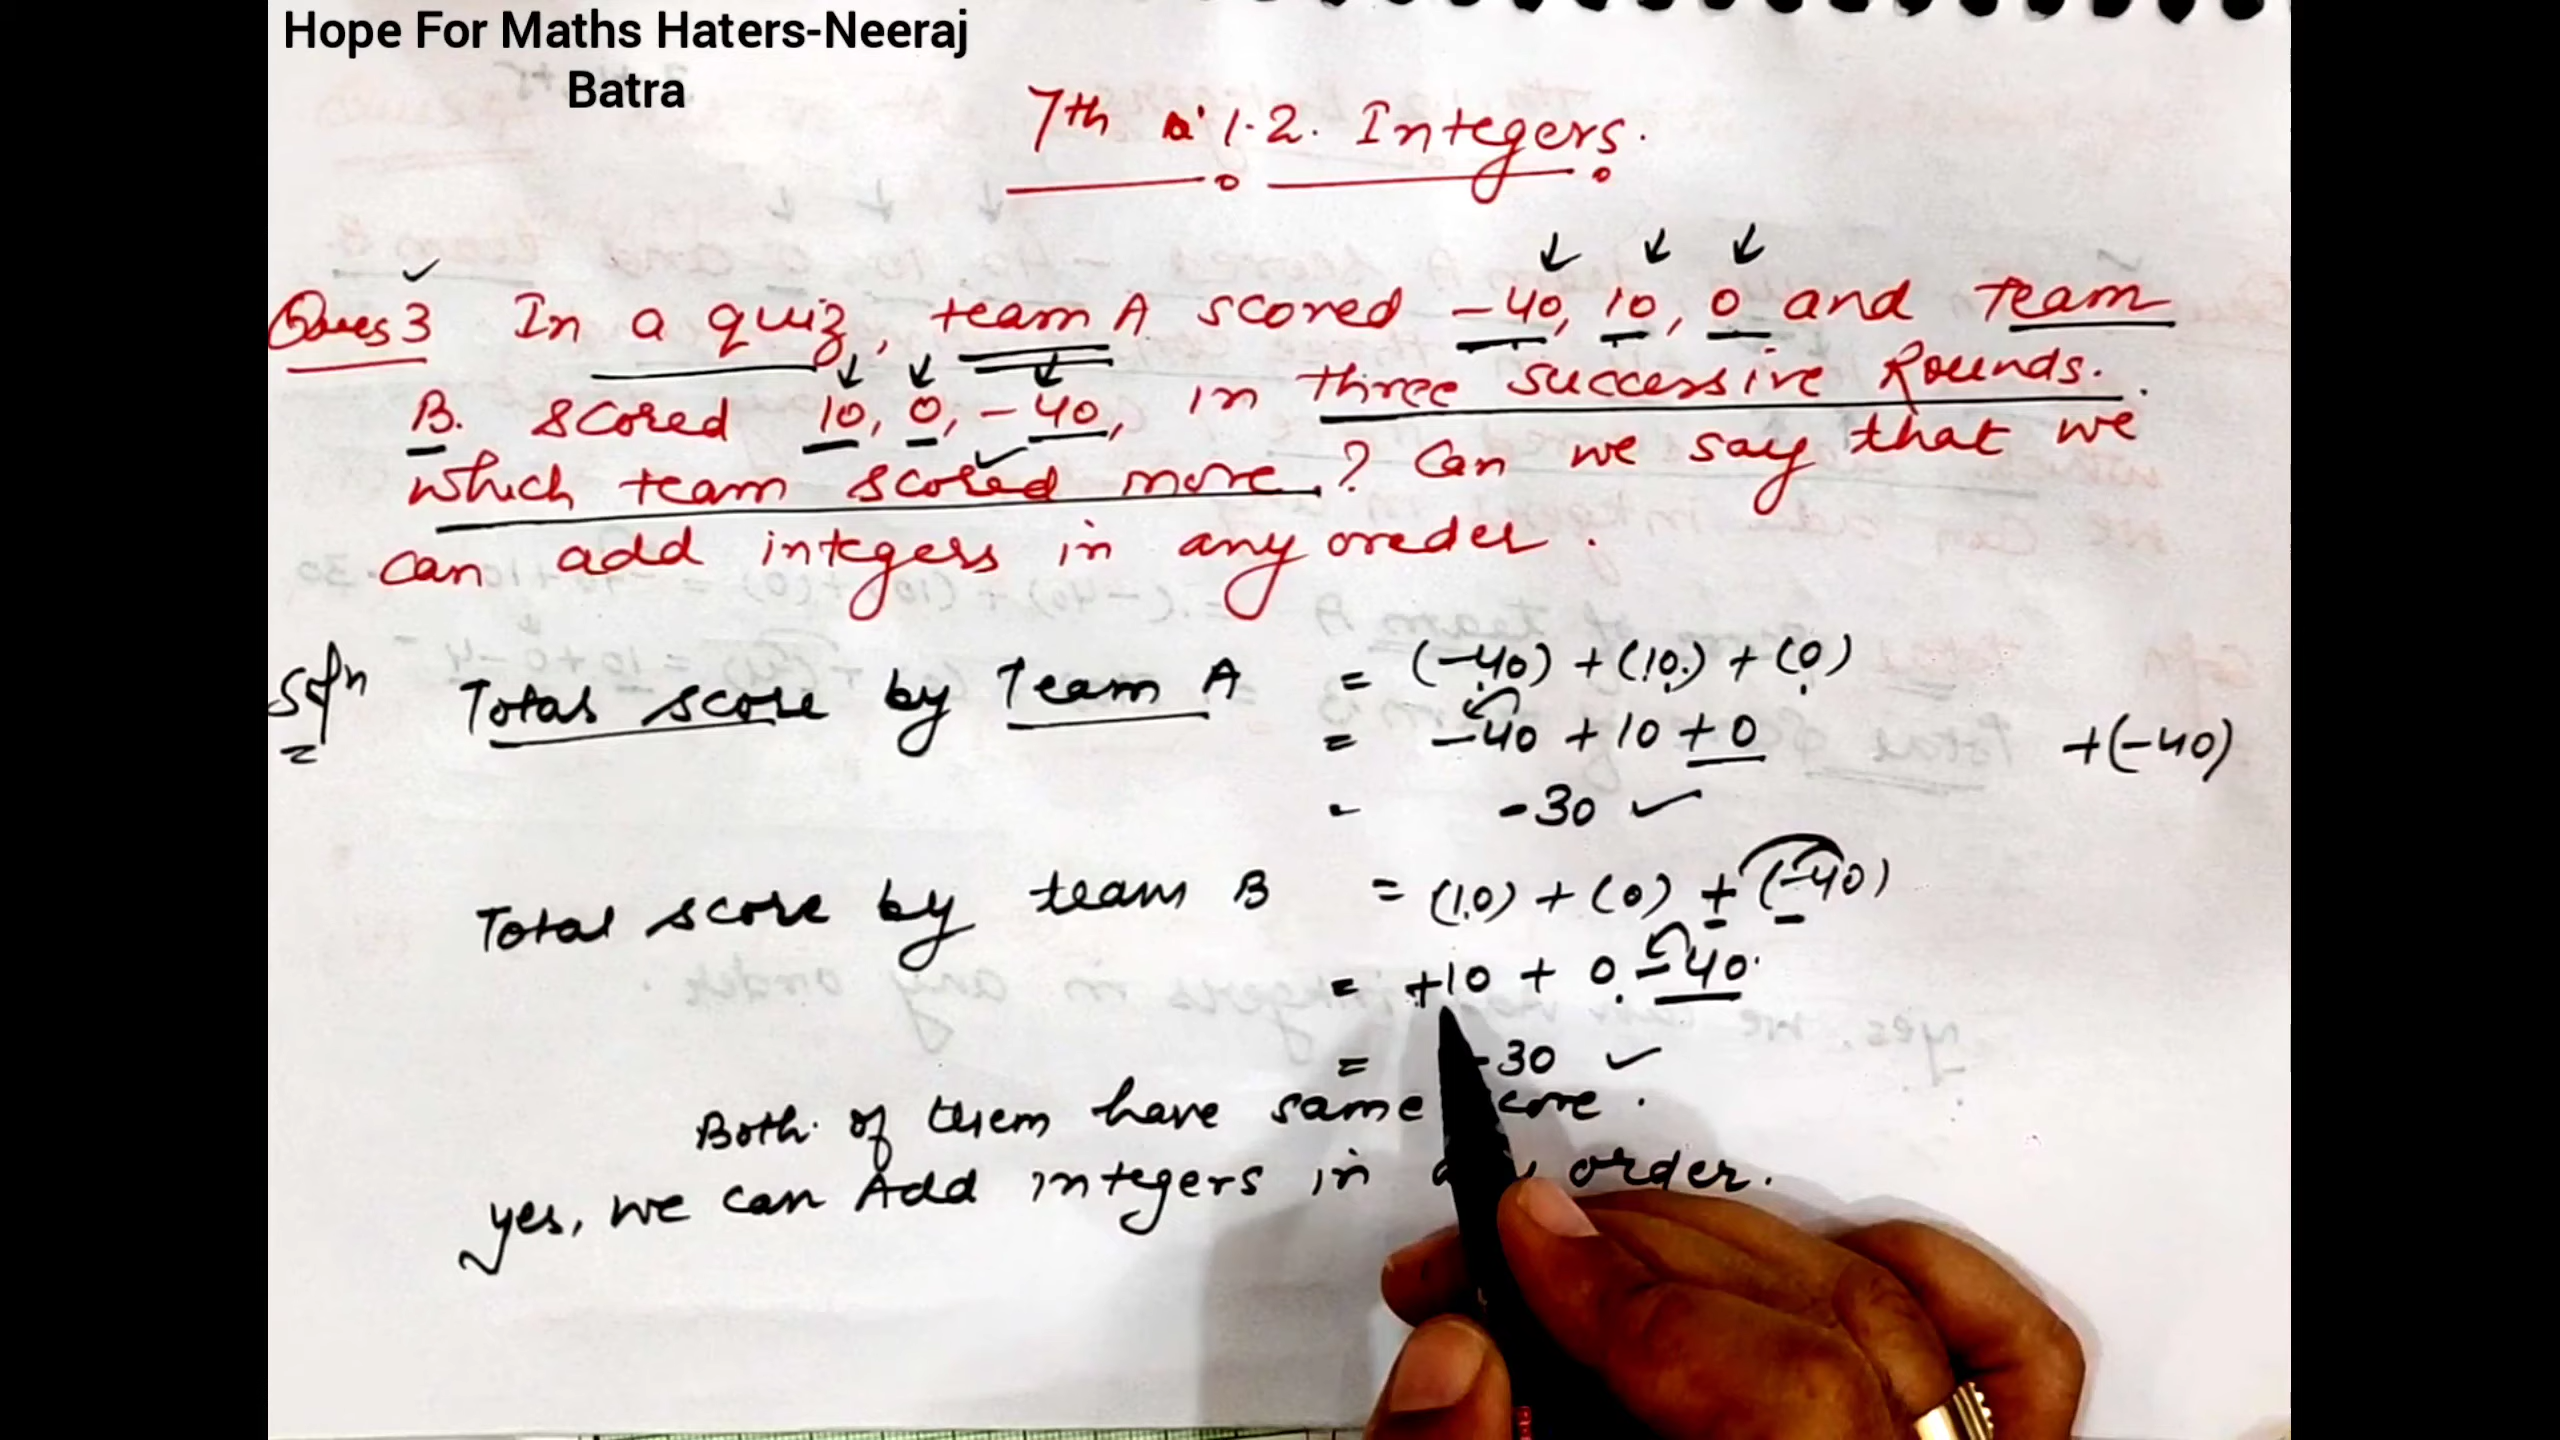 Hope For Maths Haters-Neeraj
Batra
7th 1.2. Integers.
Ques 3 In a quiz, team A scored -40, 10, 0 and team
B. scored 10, 0, -40, in three successive Rounds.
which team scored more? Can we say that we
can add integers in any oreder.
Soln Total score by Team A = (-40) + (10) + (0)
= -40 + 10 + 0 +(-40)
= -30 ✓
Total score by team B = (10) + (0) + (-40)
= +10 + 0 - 40
= -30 ✓
Both of them have same core.
yes, we can Add integers in order.